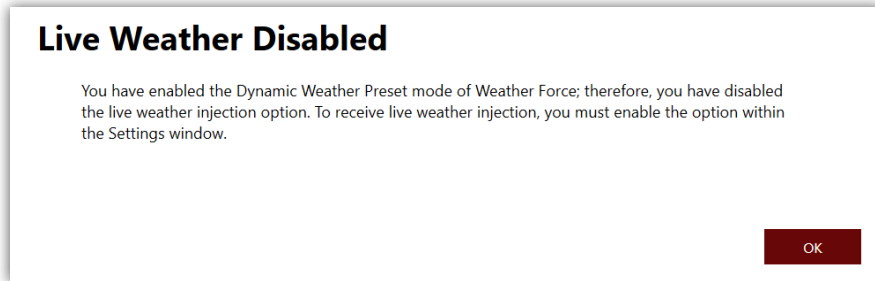 Live Weather Disabled
You have enabled the Dynamic Weather Preset mode of Weather Force; therefore, you have disabled
the live weather injection option. To receive live weather injection, you must enable the option within
the Settings window.
OK